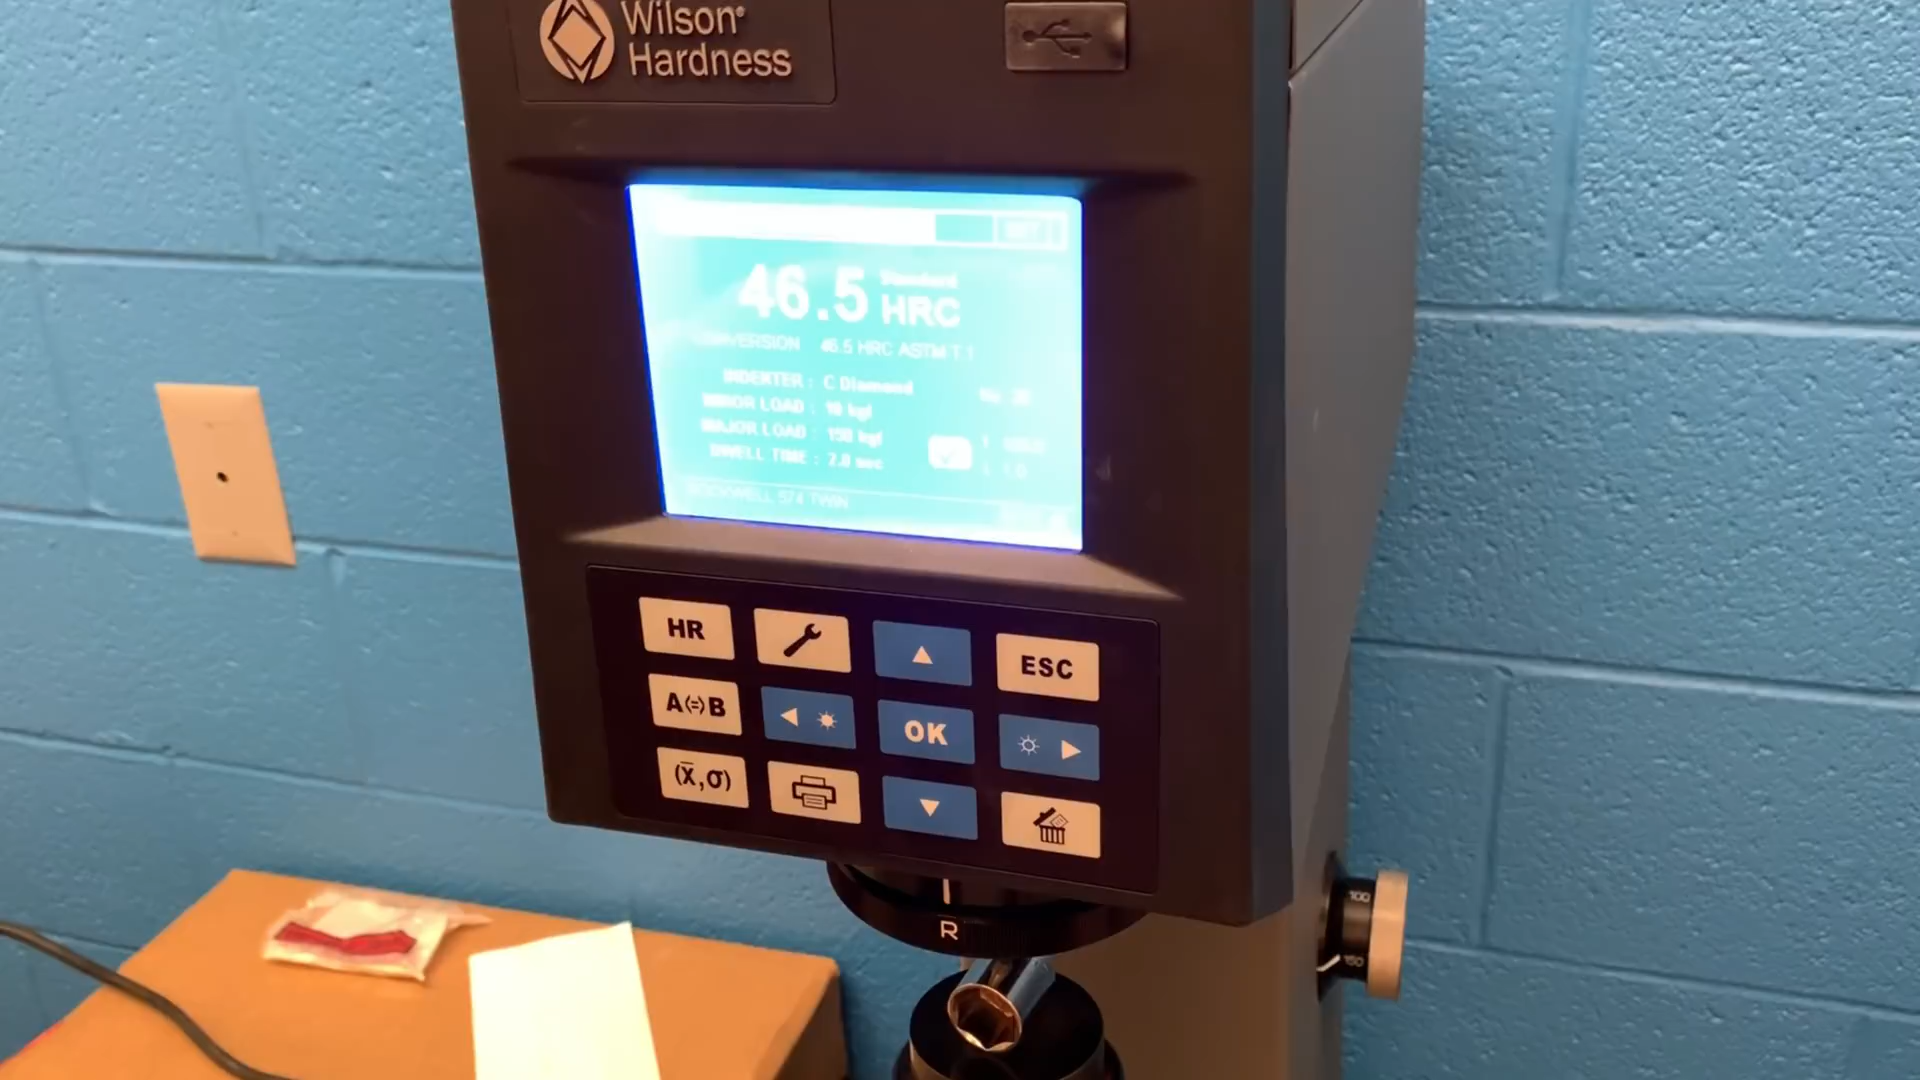 Wilson®
Hardness
46.5 Standard
HRC
CONVERSION 46.5 HRC ASTM T 1
INDENTER : C Diamond
MINOR LOAD : 10 kgf
MAJOR LOAD : 150 kgf
DWELL TIME : 2.0 sec
ROCKWELL 574 TWIN
HR
ESC
A(=)B
OK
(x̄,σ)
R
100
150